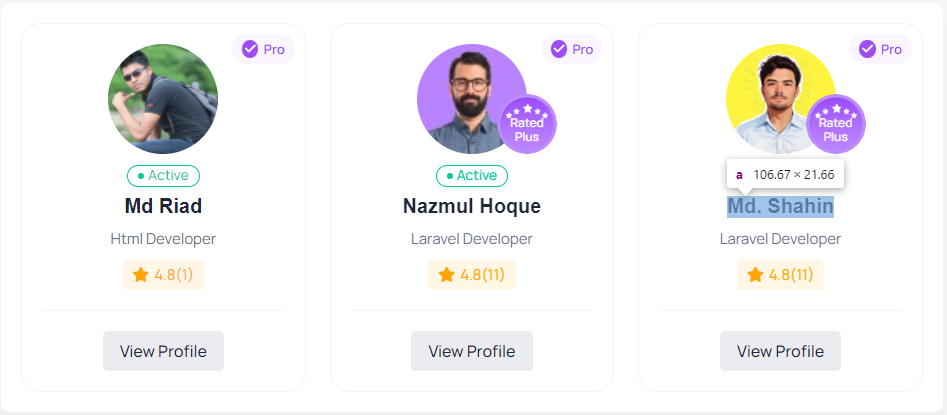 Pro
Active
Md Riad
Html Developer
4.8(1)
View Profile
Pro
Rated
Plus
Active
Nazmul Hoque
Laravel Developer
4.8(11)
View Profile
Pro
Rated
Plus
a 106.67 × 21.66
Md. Shahin
Laravel Developer
4.8(11)
View Profile